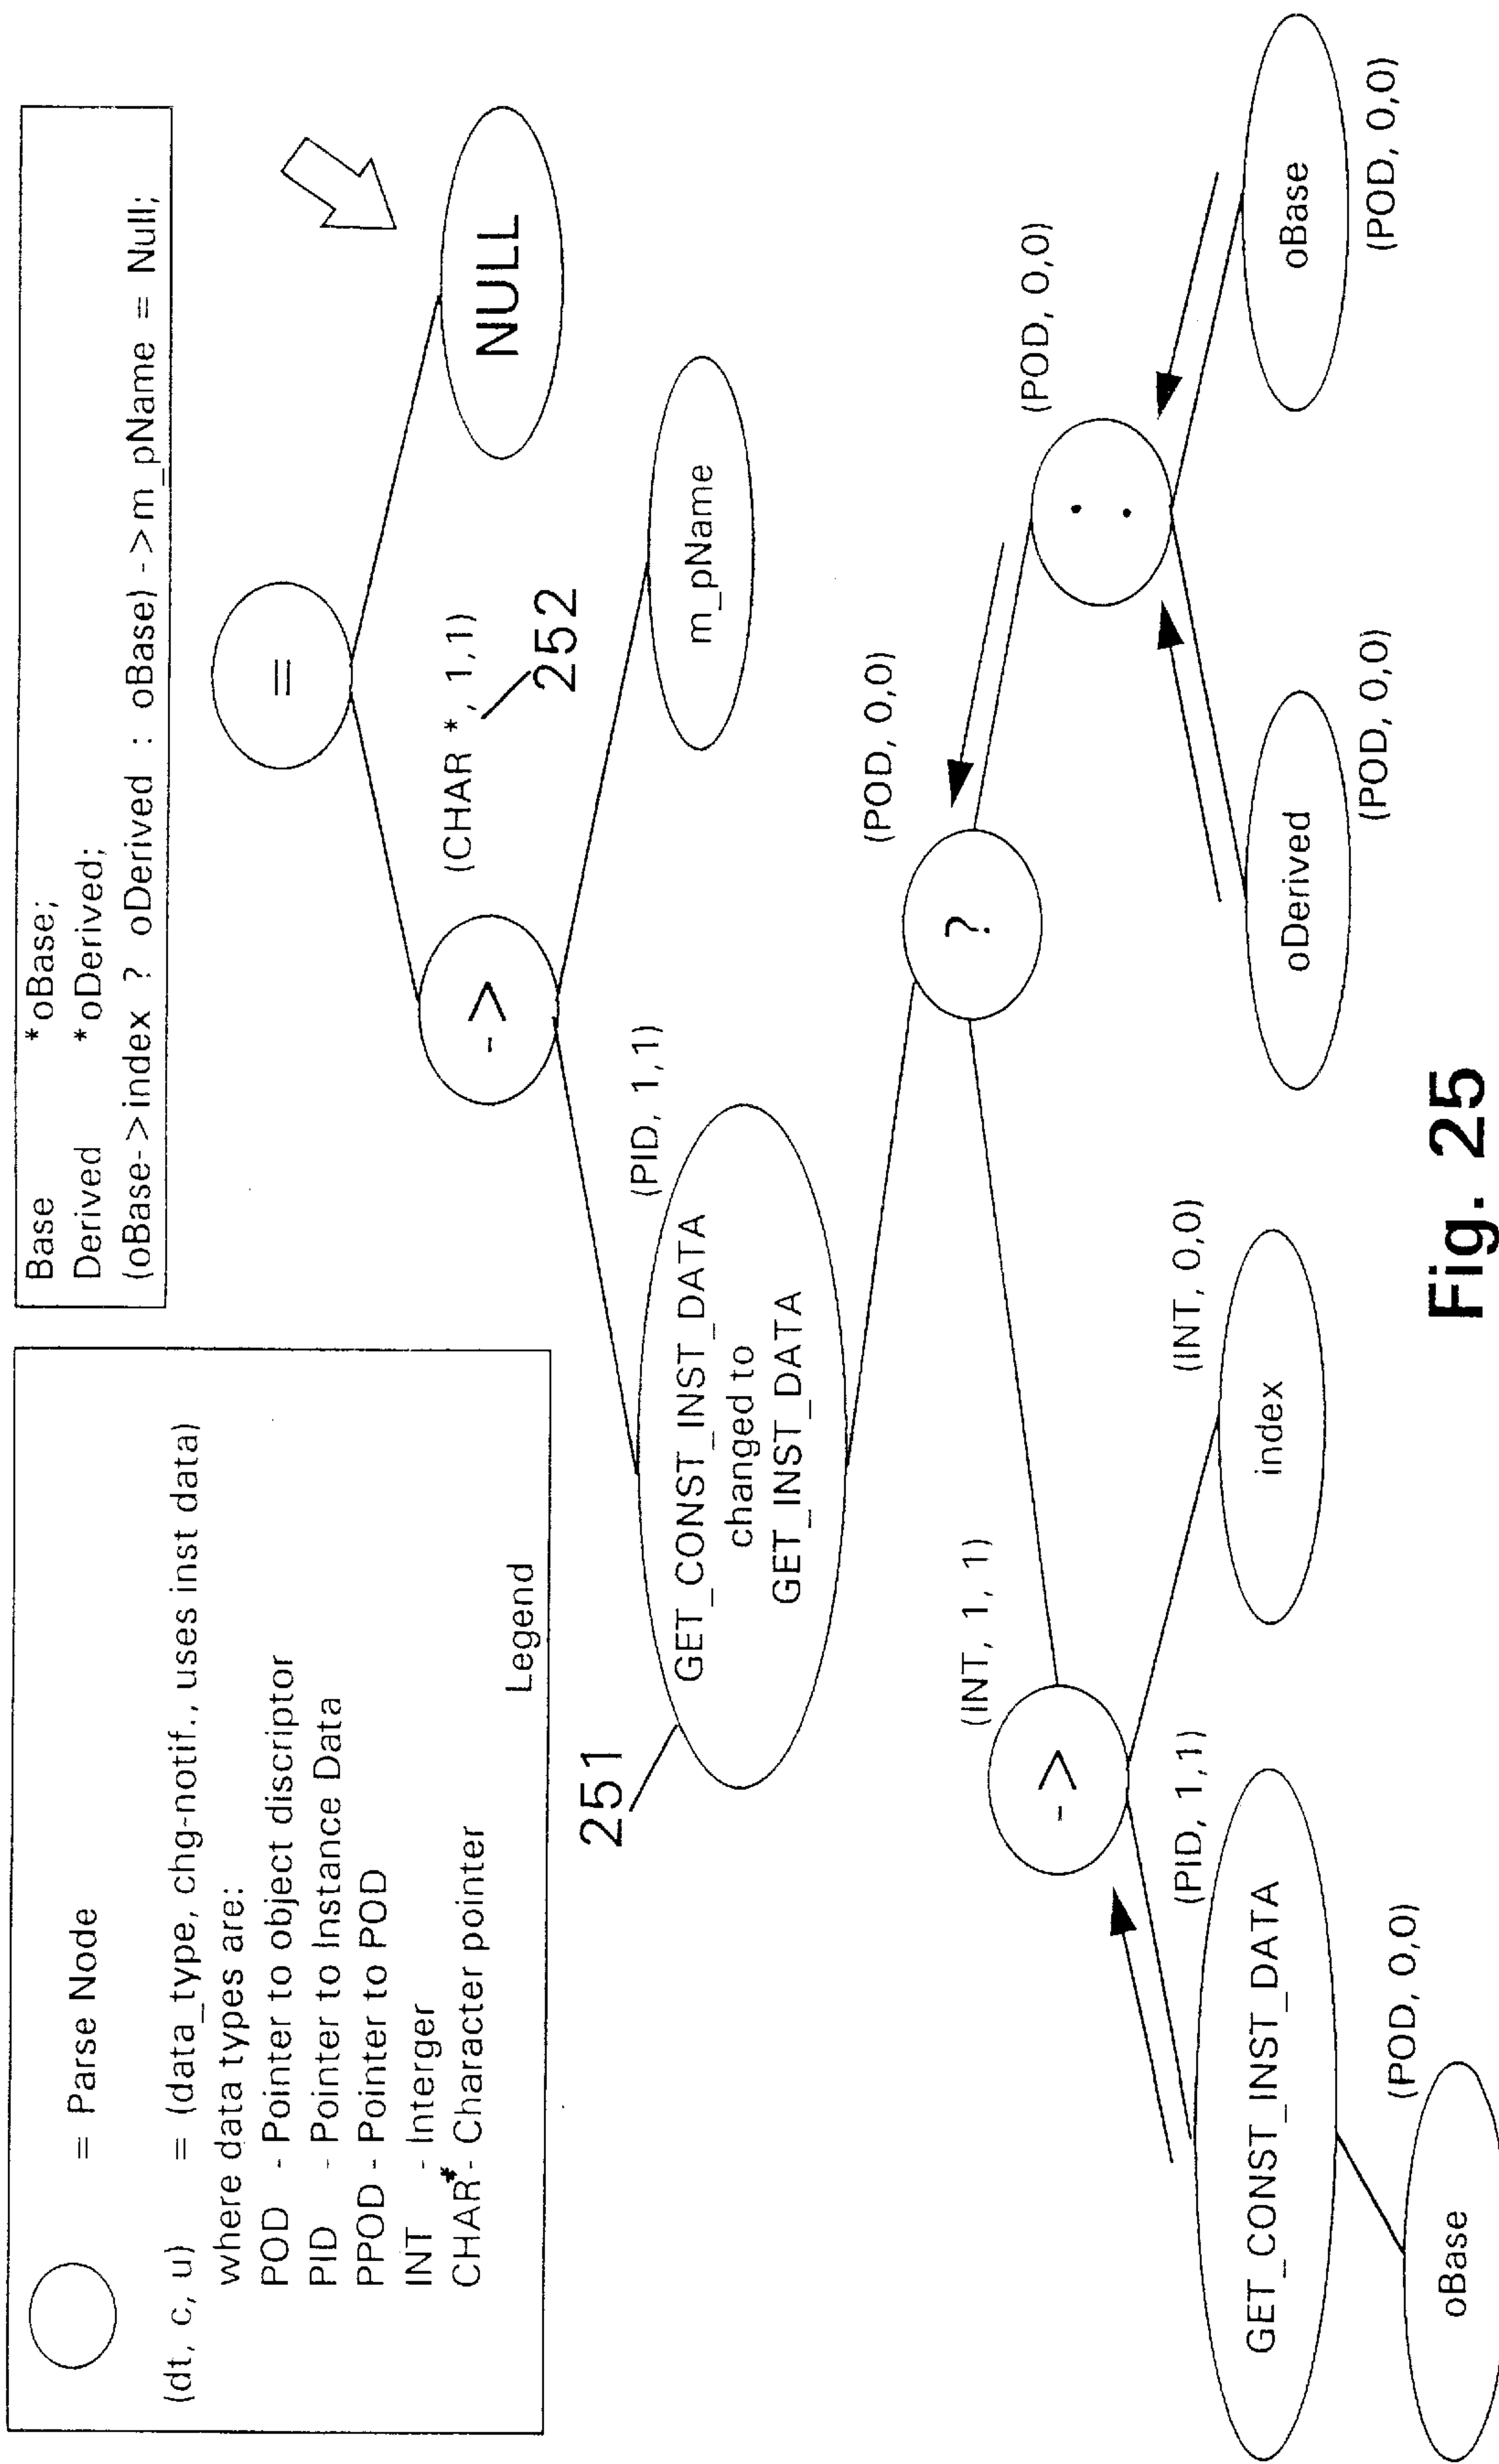 = Parse Node
(dt, c, u) = (data_type, chg-notif., uses inst data)
where data types are:
POD - Pointer to object discriptor
PID - Pointer to Instance Data
PPOD - Pointer to POD
INT - Interger
CHAR* - Character pointer
Legend
Base *oBase;
Derived *oDerived;
(oBase->index ? oDerived : oBase) ->m_pName = Null;
=
NULL
(CHAR *, 1,1)
252
->
m_pName
(PID, 1,1)
251
GET_CONST_INST_DATA
changed to
GET_INST_DATA
(POD, 0,0)
?
(POD, 0,0)
:
(INT, 1, 1)
->
(PID, 1,1)
(INT, 0,0)
GET_CONST_INST_DATA
index
oDerived
oBase
(POD, 0,0)
(POD, 0,0)
(POD, 0,0)
oBase
Fig. 25